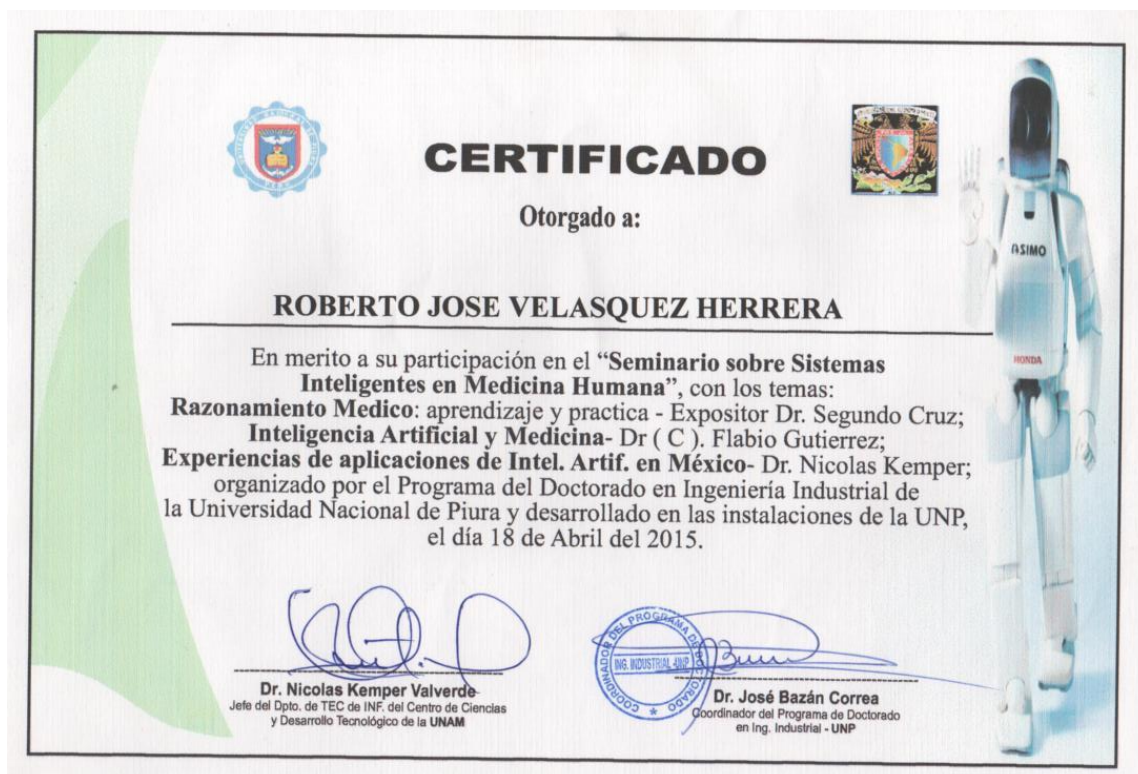 CERTIFICADO
Otorgado a:
ROBERTO JOSE VELASQUEZ HERRERA
En merito a su participación en el “Seminario sobre Sistemas
Inteligentes en Medicina Humana”, con los temas:
Razonamiento Medico: aprendizaje y practica - Expositor Dr. Segundo Cruz;
Inteligencia Artificial y Medicina- Dr ( C ). Flabio Gutierrez;
Experiencias de aplicaciones de Intel. Artif. en México- Dr. Nicolas Kemper;
organizado por el Programa del Doctorado en Ingeniería Industrial de
la Universidad Nacional de Piura y desarrollado en las instalaciones de la UNP,
el día 18 de Abril del 2015.
ASIMO
HONDA
Dr. Nicolas Kemper Valverde
Jefe del Dpto. de TEC de INF. del Centro de Ciencias
y Desarrollo Tecnológico de la UNAM
COORDINADOR DEL PROGRAMA DE DOCTORADO
ING. INDUSTRIAL -UNP
Dr. José Bazán Correa
Coordinador del Programa de Doctorado
en Ing. Industrial - UNP